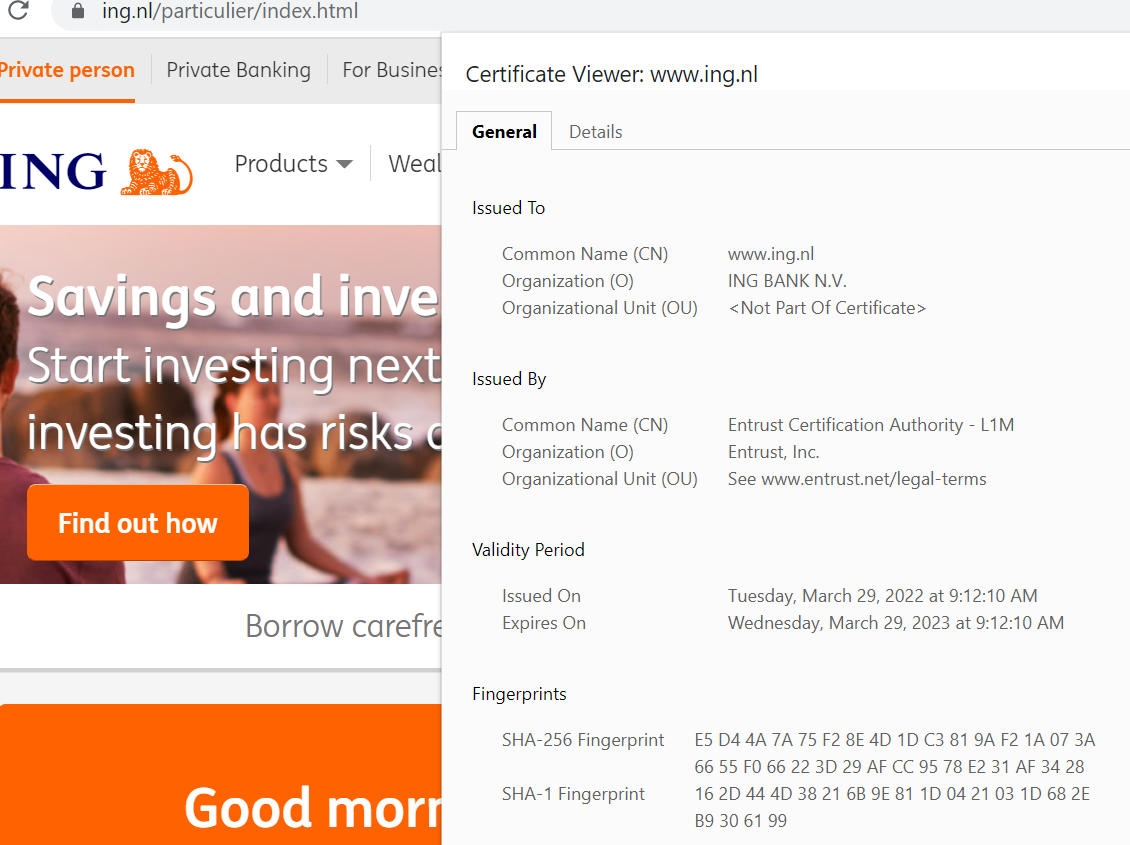 ing.nl/particulier/index.html
Private person
Private Banking
For Busines
ING
Products
Weal
Savings and inve
Start investing next
investing has risks
Find out how
Borrow carefre
Good morn
Certificate Viewer: www.ing.nl
General
Details
Issued To
Common Name (CN) www.ing.nl
Organization (O) ING BANK N.V.
Organizational Unit (OU) <Not Part Of Certificate>
Issued By
Common Name (CN) Entrust Certification Authority - L1M
Organization (O) Entrust, Inc.
Organizational Unit (OU) See www.entrust.net/legal-terms
Validity Period
Issued On Tuesday, March 29, 2022 at 9:12:10 AM
Expires On Wednesday, March 29, 2023 at 9:12:10 AM
Fingerprints
SHA-256 Fingerprint E5 D4 4A 7A 75 F2 8E 4D 1D C3 81 9A F2 1A 07 3A
66 55 F0 66 22 3D 29 AF CC 95 78 E2 31 AF 34 28
SHA-1 Fingerprint 16 2D 44 4D 38 21 6B 9E 81 1D 04 21 03 1D 68 2E
B9 30 61 99